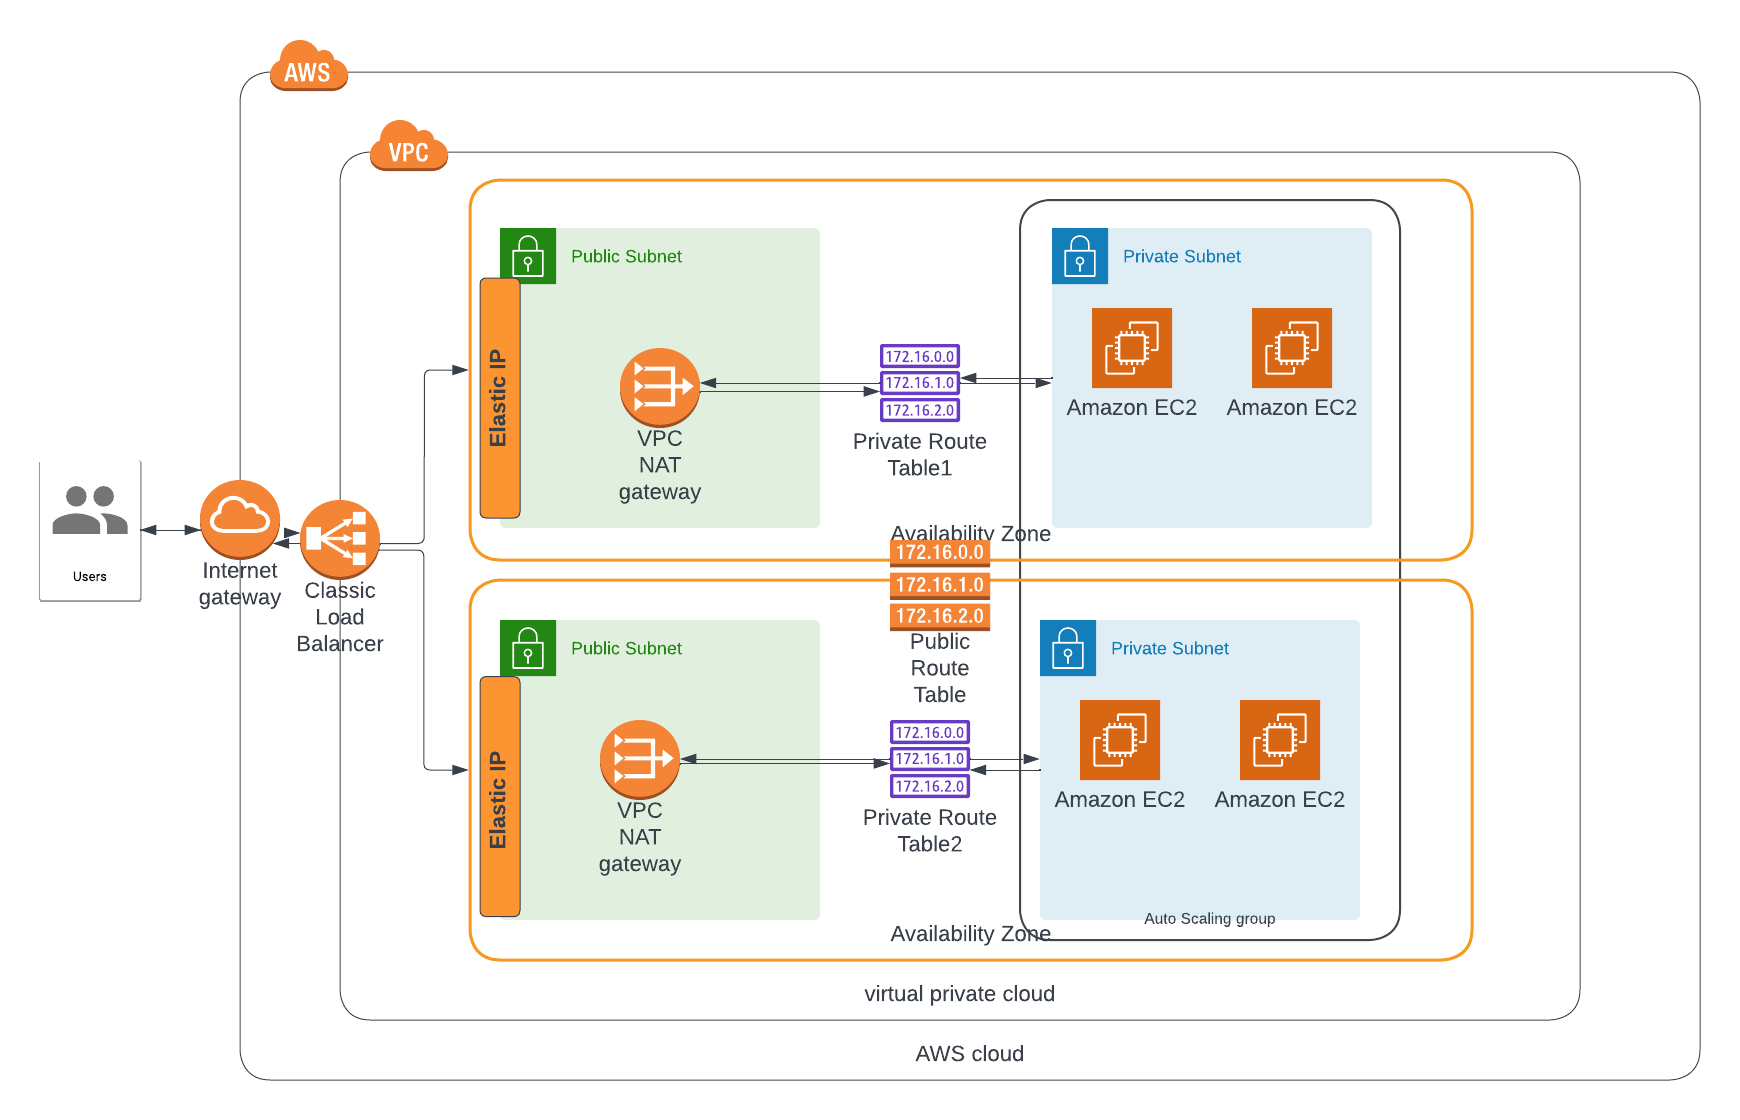 AWS
VPC
Public Subnet
Private Subnet
Elastic IP
172.16.0.0
172.16.1.0
172.16.2.0
Private Route
Table1
VPC
NAT
gateway
Amazon EC2
Amazon EC2
Users
Internet
gateway
Classic
Load
Balancer
Availability Zone
172.16.0.0
172.16.1.0
172.16.2.0
Public
Route
Table
Public Subnet
Private Subnet
Elastic IP
172.16.0.0
172.16.1.0
172.16.2.0
Private Route
Table2
VPC
NAT
gateway
Amazon EC2
Amazon EC2
Auto Scaling group
Availability Zone
virtual private cloud
AWS cloud